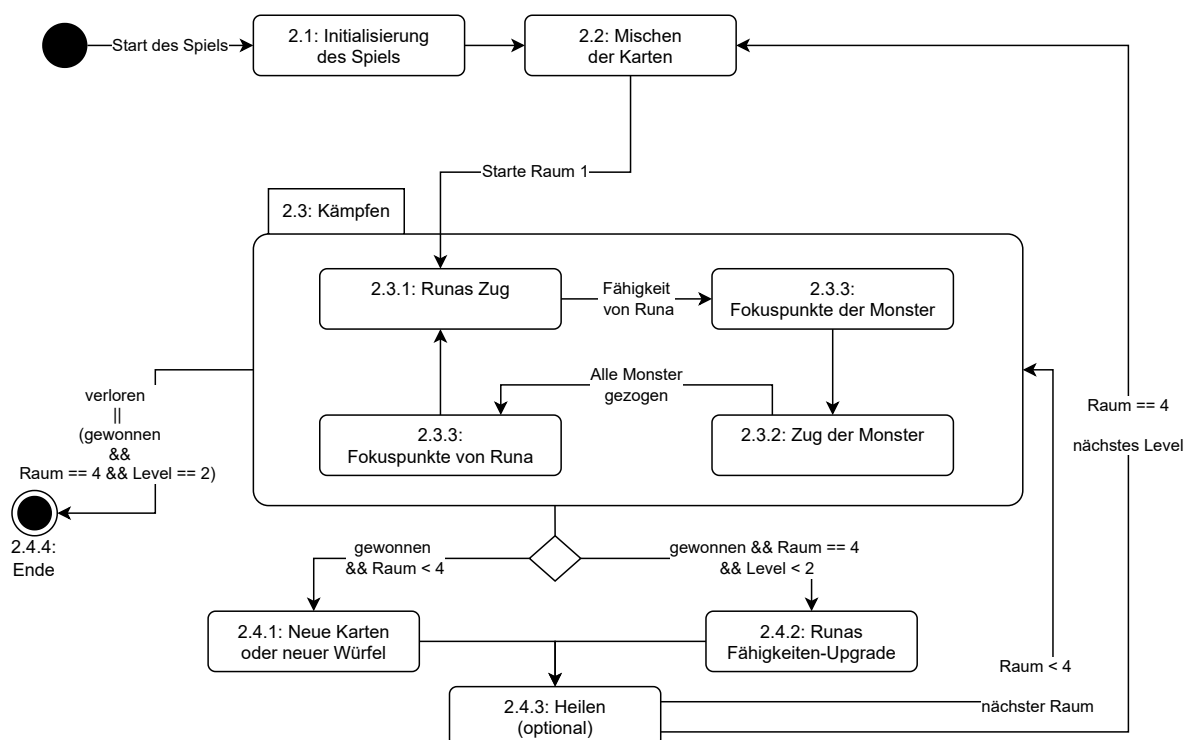 Start des Spiels
2.1: Initialisierung
des Spiels
2.2: Mischen
der Karten
Starte Raum 1
2.3: Kämpfen
2.3.1: Runas Zug
Fähigkeit
von Runa
2.3.3:
Fokuspunkte der Monster
Alle Monster
gezogen
2.3.3:
Fokuspunkte von Runa
2.3.2: Zug der Monster
verloren
||
(gewonnen
&&
Raum == 4 && Level == 2)
2.4.4:
Ende
Raum == 4
nächstes Level
gewonnen
&& Raum < 4
gewonnen && Raum == 4
&& Level < 2
2.4.1: Neue Karten
oder neuer Würfel
2.4.2: Runas
Fähigkeiten-Upgrade
Raum < 4
nächster Raum
2.4.3: Heilen
(optional)